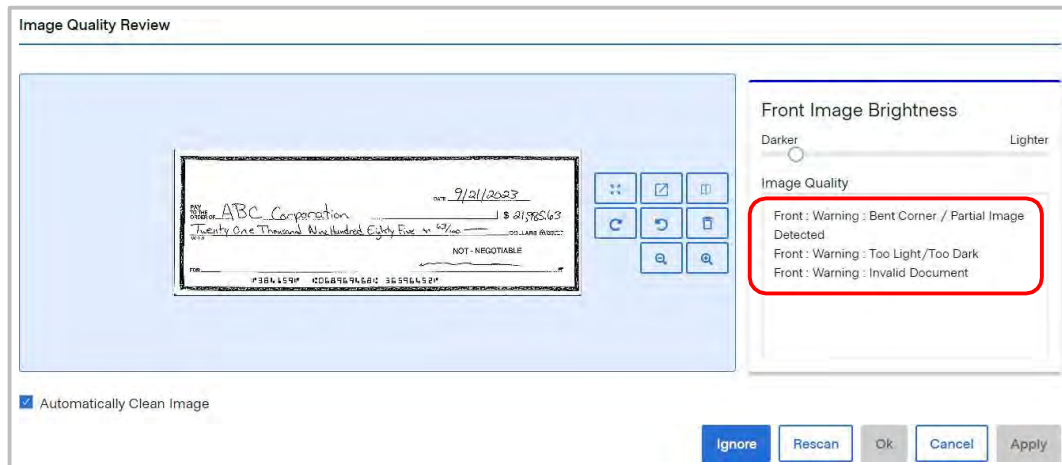 Image Quality Review
DATE 9/21/2023
PAY TO THE ORDER OF ABC Corporation $ 21,985.63
Twenty One Thousand Nine Hundred Eighty Five 63/100 DOLLARS
NOT - NEGOTIABLE
FOR
Front Image Brightness
Darker Lighter
Image Quality
Front : Warning : Bent Corner / Partial Image
Detected
Front : Warning : Too Light/Too Dark
Front : Warning : Invalid Document
Automatically Clean Image
Ignore Rescan Ok Cancel Apply